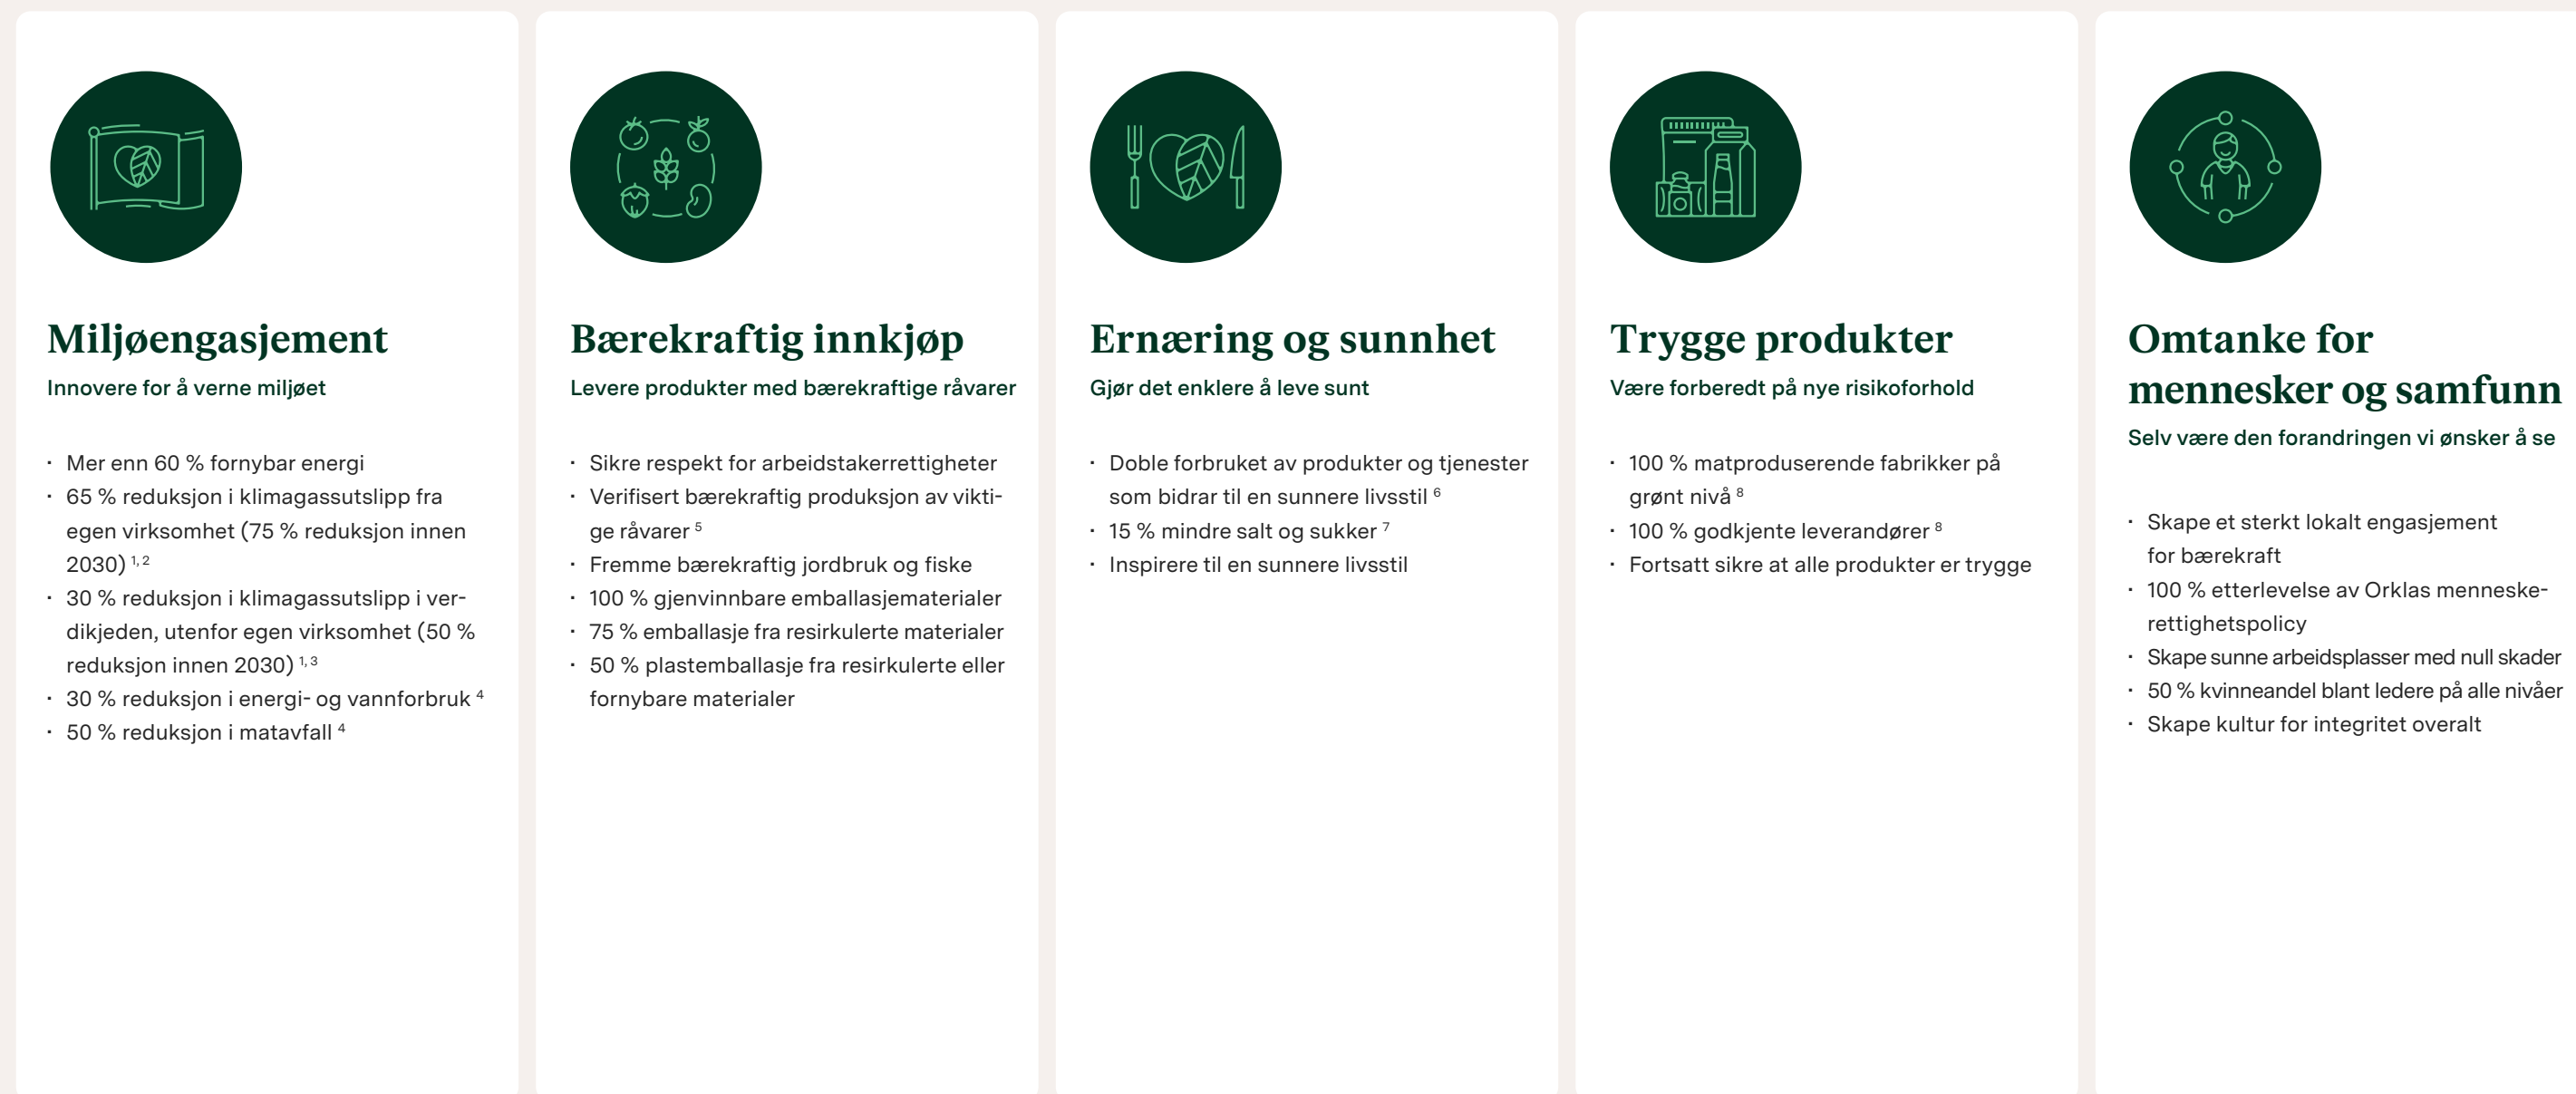 Miljøengasjement
Innovere for å verne miljøet
· Mer enn 60 % fornybar energi
· 65 % reduksjon i klimagassutslipp fra
egen virksomhet (75 % reduksjon innen
2030) 1, 2
· 30 % reduksjon i klimagassutslipp i ver-
dikjeden, utenfor egen virksomhet (50 %
reduksjon innen 2030) 1, 3
· 30 % reduksjon i energi- og vannforbruk 4
· 50 % reduksjon i matavfall 4
Bærekraftig innkjøp
Levere produkter med bærekraftige råvarer
· Sikre respekt for arbeidstakerrettigheter
· Verifisert bærekraftig produksjon av vikti-
ge råvarer 5
· Fremme bærekraftig jordbruk og fiske
· 100 % gjenvinnbare emballasjematerialer
· 75 % emballasje fra resirkulerte materialer
· 50 % plastemballasje fra resirkulerte eller
fornybare materialer
Ernæring og sunnhet
Gjør det enklere å leve sunt
· Doble forbruket av produkter og tjenester
som bidrar til en sunnere livsstil 6
· 15 % mindre salt og sukker 7
· Inspirere til en sunnere livsstil
Trygge produkter
Være forberedt på nye risikoforhold
· 100 % matproduserende fabrikker på
grønt nivå 8
· 100 % godkjente leverandører 8
· Fortsatt sikre at alle produkter er trygge
Omtanke for
mennesker og samfunn
Selv være den forandringen vi ønsker å se
· Skape et sterkt lokalt engasjement
for bærekraft
· 100 % etterlevelse av Orklas menneske-
rettighetspolicy
· Skape sunne arbeidsplasser med null skader
· 50 % kvinneandel blant ledere på alle nivåer
· Skape kultur for integritet overalt